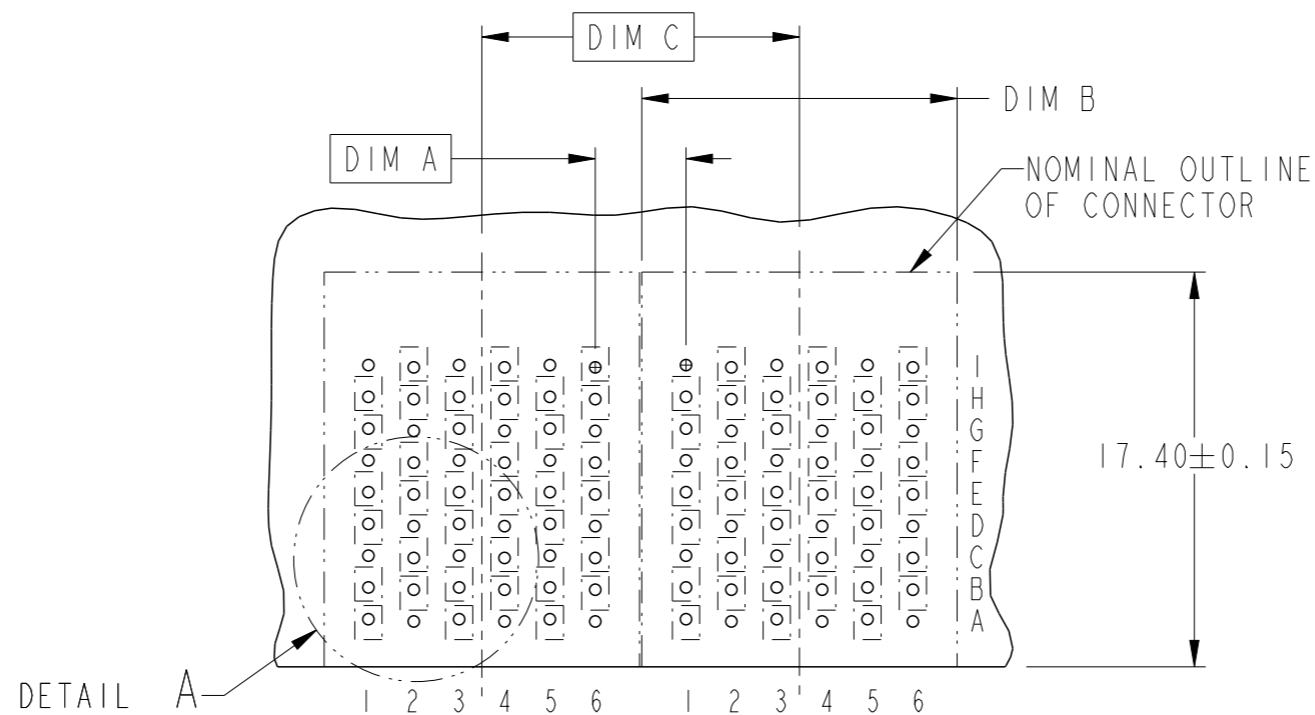 DIM C
DIM B
DIM A
NOMINAL OUTLINE
OF CONNECTOR
I
H
G
F
E
D
C
B
A
17.40±0.15
DETAIL A
1 2 3 4 5 6 1 2 3 4 5 6